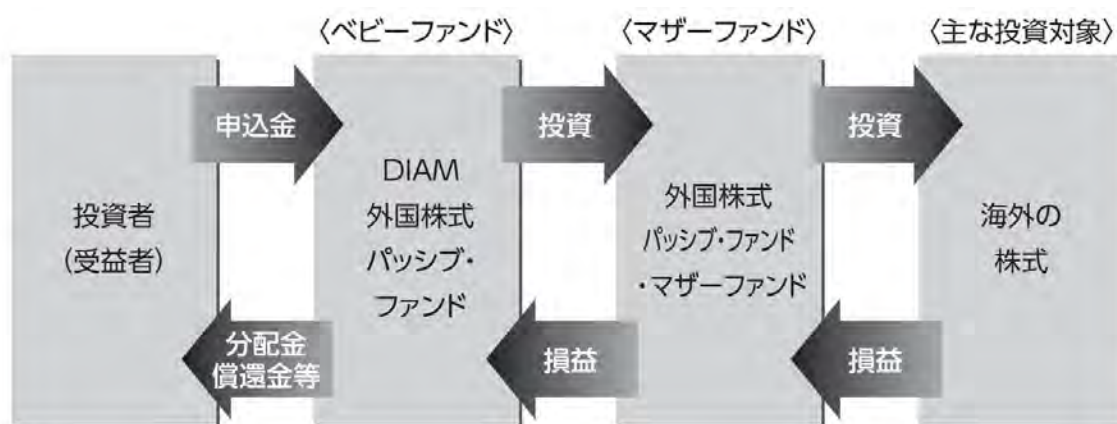 〈ベビーファンド〉
〈マザーファンド〉
〈主な投資対象〉
申込金
投資
投資
投資者
(受益者)
DIAM
外国株式
パッシブ・
ファンド
外国株式
パッシブ・ファンド
・マザーファンド
海外の
株式
分配金
償還金等
損益
損益